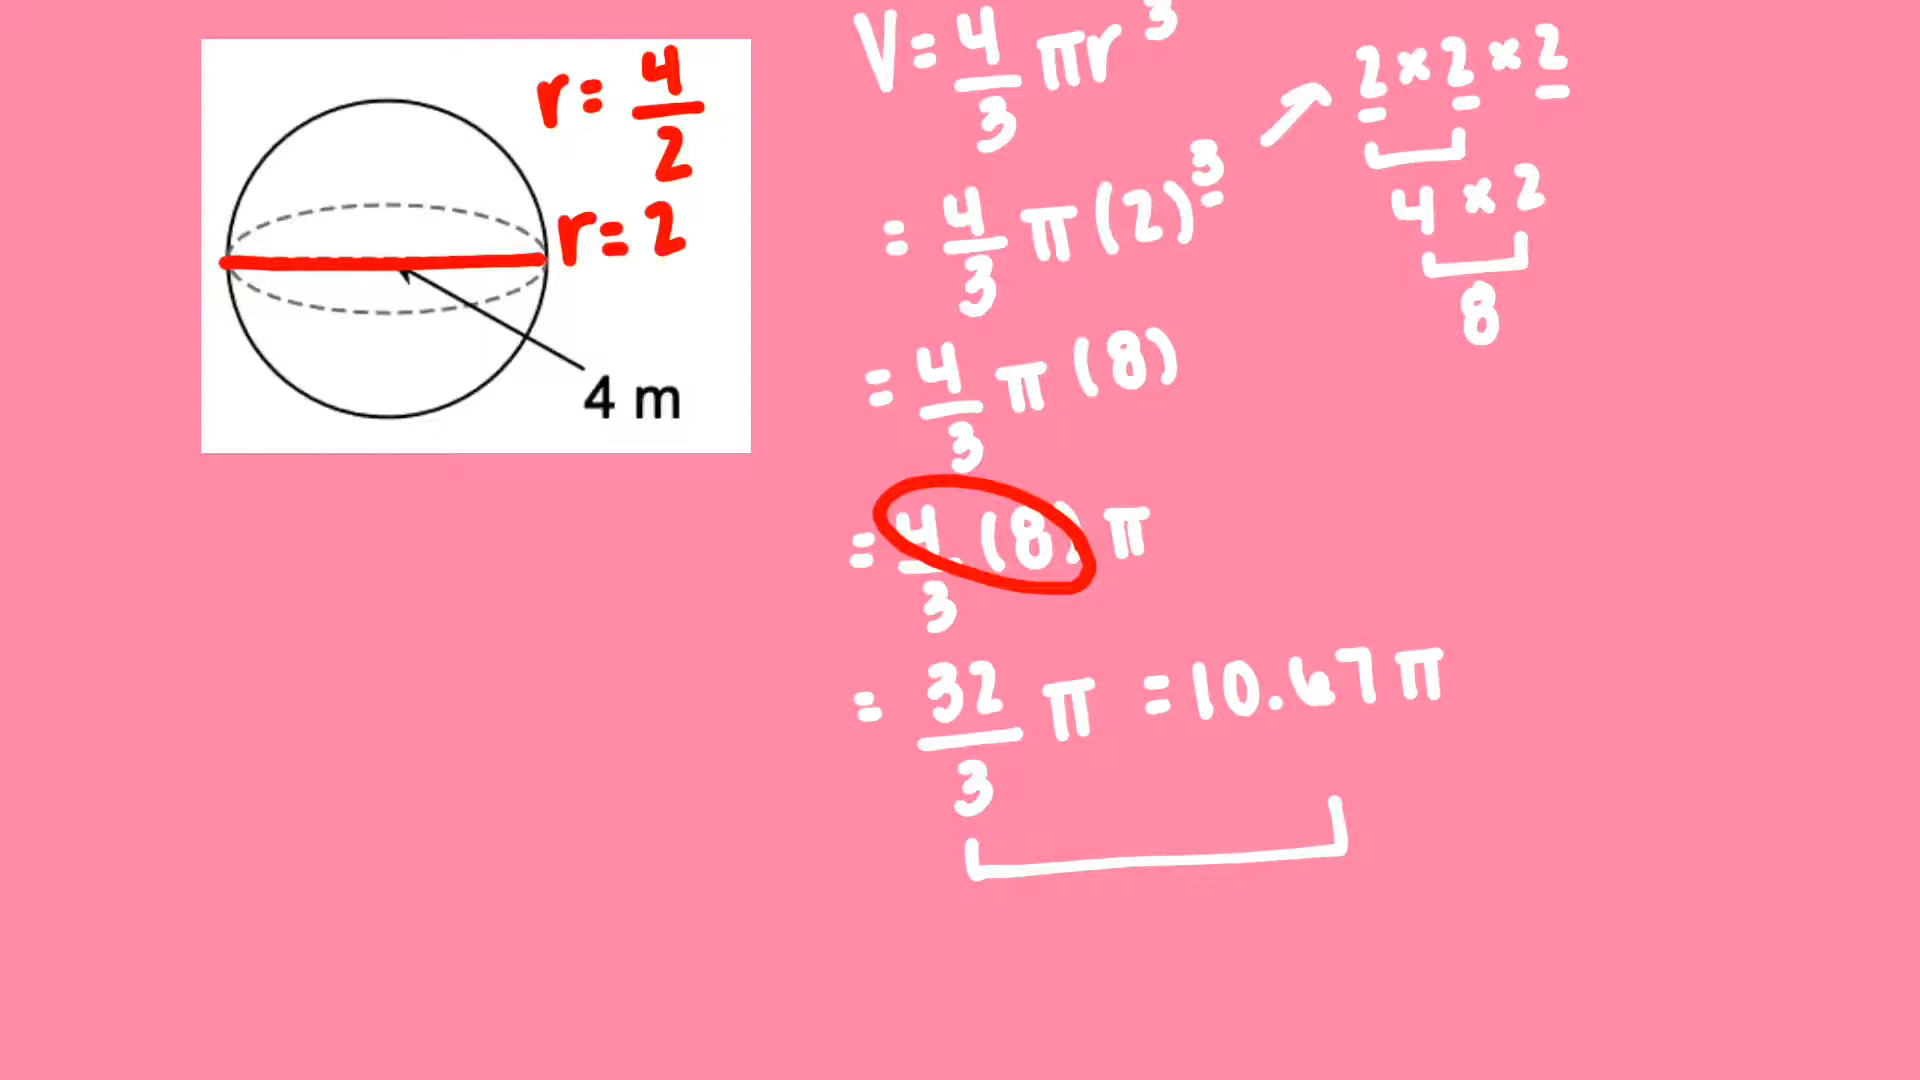 r = 4/2
r = 2
4 m
V = 4/3 πr³
= 4/3 π(2)³
= 4/3 π(8)
= 4/3 (8) π
= 32/3 π = 10.67π
2 × 2 × 2
4 × 2
8